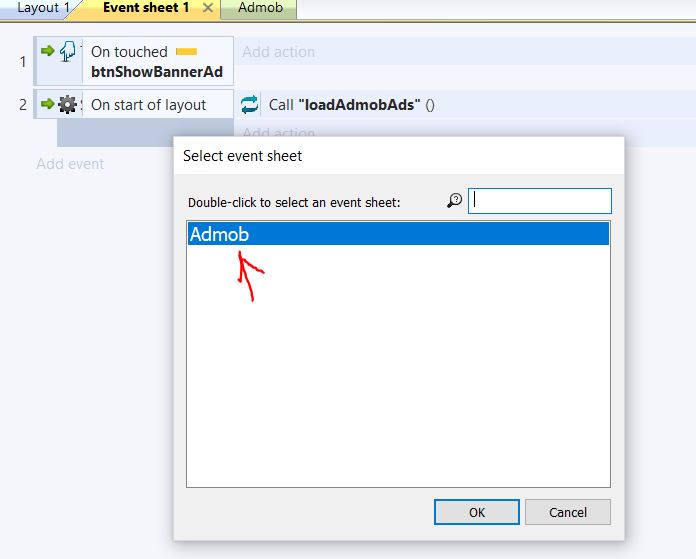 Layout 1
Event sheet 1
Admob
1
On touched
btnShowBannerAd
Add action
2
On start of layout
Call "loadAdmobAds" ()
Add action
Add event
Select event sheet
Double-click to select an event sheet:
Admob
OK
Cancel